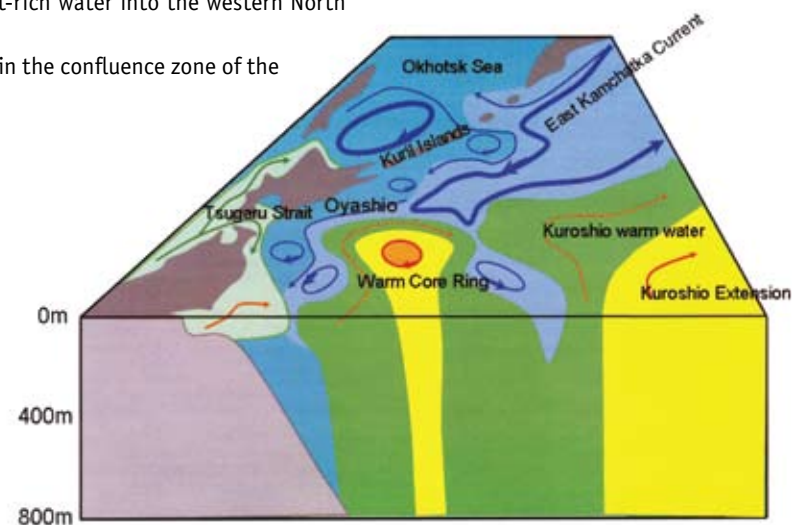 t-rich water into the western North
in the confluence zone of the
Okhotsk Sea
East Kamchatka Current
Kuril Islands
Tsugaru Strait
Oyashio
Kuroshio warm water
Warm Core Ring
Kuroshio Extension
0m
400m
800m